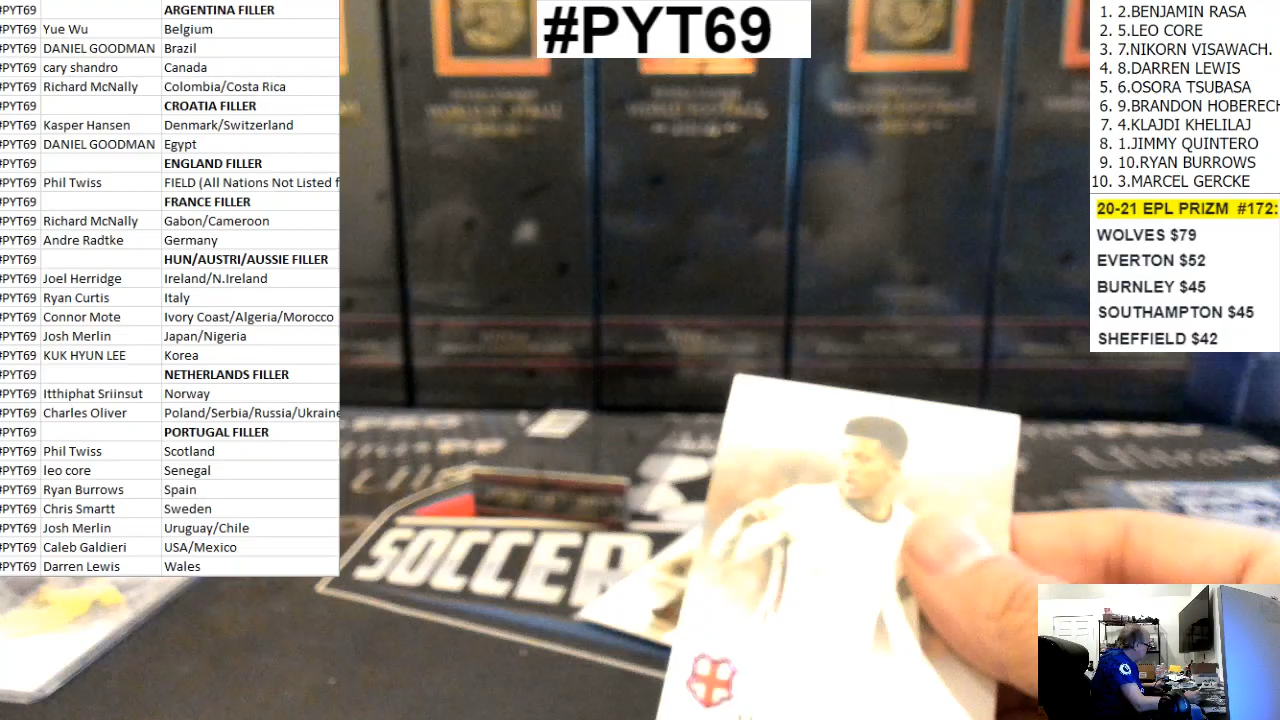 #PYT69 ARGENTINA FILLER
#PYT69 Yue Wu Belgium
#PYT69 DANIEL GOODMAN Brazil
#PYT69 cary shandro Canada
#PYT69 Richard McNally Colombia/Costa Rica
#PYT69 CROATIA FILLER
#PYT69 Kasper Hansen Denmark/Switzerland
#PYT69 DANIEL GOODMAN Egypt
#PYT69 ENGLAND FILLER
#PYT69 Phil Twiss FIELD (All Nations Not Listed f
#PYT69 FRANCE FILLER
#PYT69 Richard McNally Gabon/Cameroon
#PYT69 Andre Radtke Germany
#PYT69 HUN/AUSTRI/AUSSIE FILLER
#PYT69 Joel Herridge Ireland/N.Ireland
#PYT69 Ryan Curtis Italy
#PYT69 Connor Mote Ivory Coast/Algeria/Morocco
#PYT69 Josh Merlin Japan/Nigeria
#PYT69 KUK HYUN LEE Korea
#PYT69 NETHERLANDS FILLER
#PYT69 Itthiphat Sriinsut Norway
#PYT69 Charles Oliver Poland/Serbia/Russia/Ukraine
#PYT69 PORTUGAL FILLER
#PYT69 Phil Twiss Scotland
#PYT69 leo core Senegal
#PYT69 Ryan Burrows Spain
#PYT69 Chris Smartt Sweden
#PYT69 Josh Merlin Uruguay/Chile
#PYT69 Caleb Galdieri USA/Mexico
#PYT69 Darren Lewis Wales
#PYT69
1. 2.BENJAMIN RASA
2. 5.LEO CORE
3. 7.NIKORN VISAWACH.
4. 8.DARREN LEWIS
5. 6.OSORA TSUBASA
6. 9.BRANDON HOBERECH
7. 4.KLAJDI KHELILAJ
8. 1.JIMMY QUINTERO
9. 10.RYAN BURROWS
10. 3.MARCEL GERCKE
20-21 EPL PRIZM #172:
WOLVES $79
EVERTON $52
BURNLEY $45
SOUTHAMPTON $45
SHEFFIELD $42
SOCCER